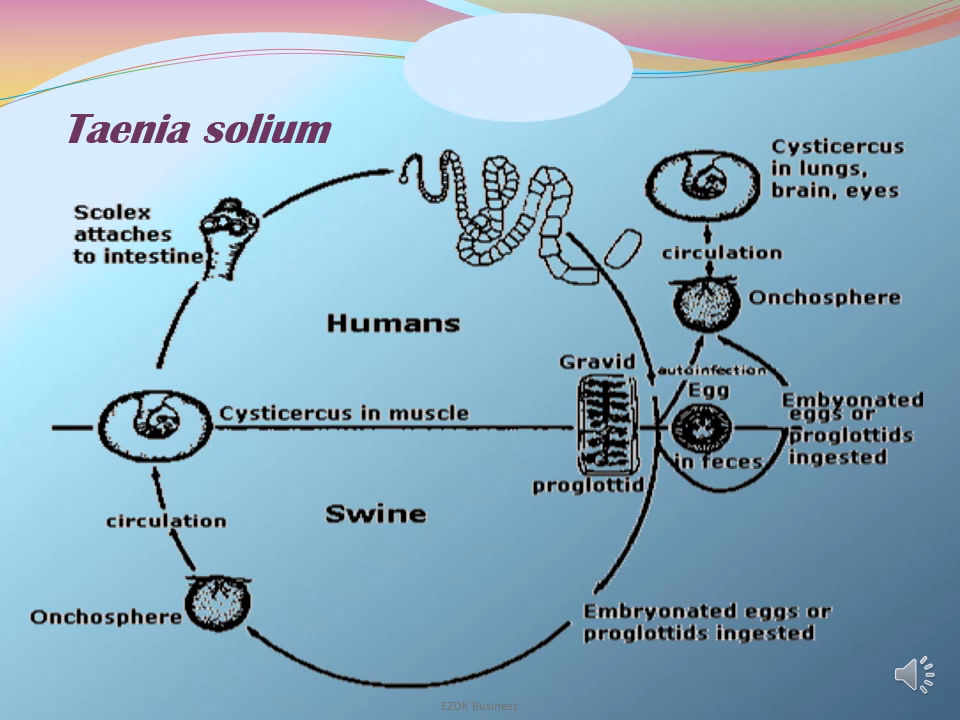 Taenia solium
Cysticercus
in lungs,
brain, eyes
Scolex
attaches
to intestine
circulation
Onchosphere
Humans
Gravid
autoinfection
Egg
Embyonated
eggs or
proglottids
ingested
Cysticercus in muscle
in feces
proglottid
Swine
circulation
Onchosphere
Embryonated eggs or
proglottids ingested
EZDK Business